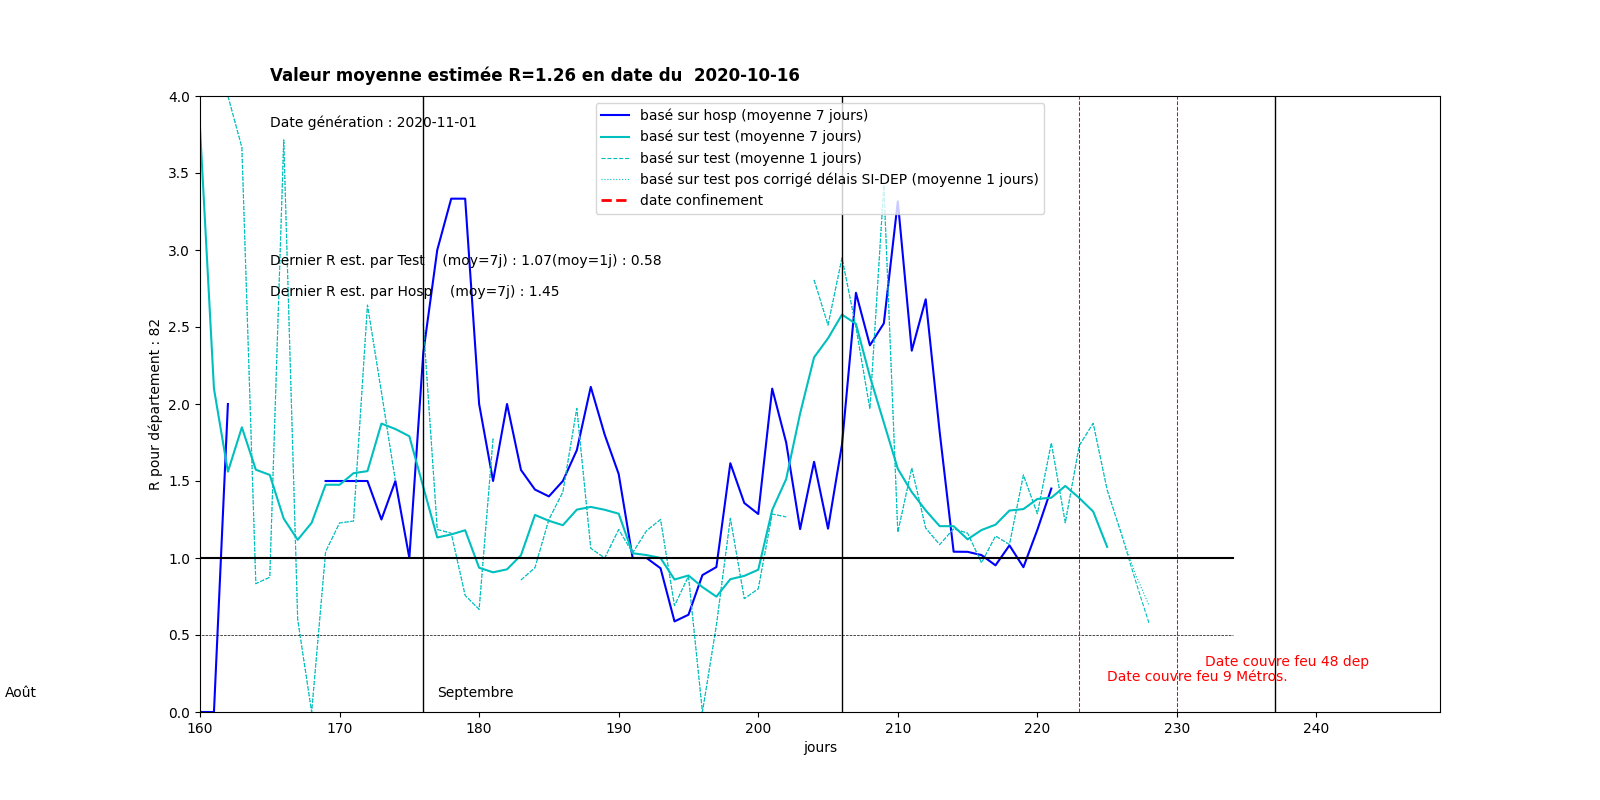 Valeur moyenne estimée R=1.26 en date du  2020-10-16
Date génération : 2020-11-01
basé sur hosp (moyenne 7 jours)
basé sur test (moyenne 7 jours)
basé sur test (moyenne 1 jours)
basé sur test pos corrigé délais SI-DEP (moyenne 1 jours)
date confinement
Dernier R est. par Test    (moy=7j) : 1.07(moy=1j) : 0.58
Dernier R est. par Hosp    (moy=7j) : 1.45
R pour département : 82
4.0
3.5
3.0
2.5
2.0
1.5
1.0
0.5
0.0
Date couvre feu 48 dep
Date couvre feu 9 Métros.
Août
Septembre
160 170 180 190 200 210 220 230 240
jours